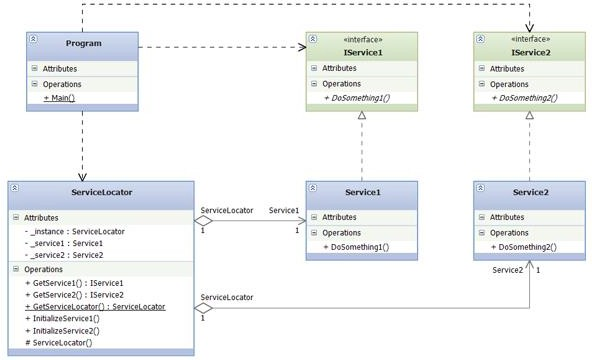 Program
Attributes
Operations
+ Main()
«interface»
IService1
Attributes
Operations
+ DoSomething1()
«interface»
IService2
Attributes
Operations
+ DoSomething2()
ServiceLocator
Attributes
- _instance : ServiceLocator
- _service1 : Service1
- _service2 : Service2
Operations
+ GetService1() : IService1
+ GetService2() : IService2
+ GetServiceLocator() : ServiceLocator
+ InitializeService1()
+ InitializeService2()
# ServiceLocator()
ServiceLocator
1
Service1
1
Service1
Attributes
Operations
+ DoSomething1()
Service2
Attributes
Operations
+ DoSomething2()
Service2
1
ServiceLocator
1